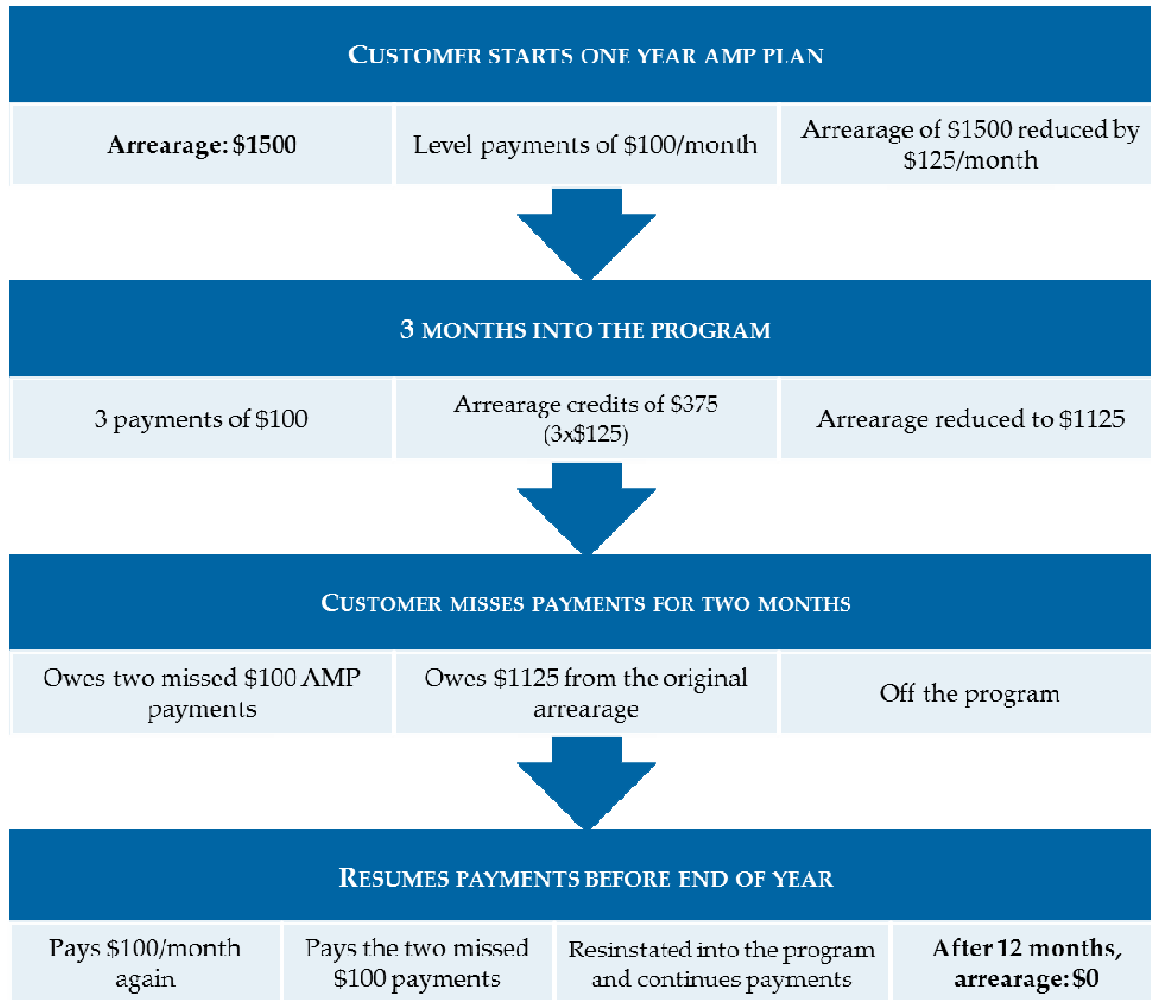 CUSTOMER STARTS ONE YEAR AMP PLAN
Arrearage: $1500
Level payments of $100/month
Arrearage of $1500 reduced by
$125/month
3 MONTHS INTO THE PROGRAM
3 payments of $100
Arrearage credits of $375
(3x$125)
Arrearage reduced to $1125
CUSTOMER MISSES PAYMENTS FOR TWO MONTHS
Owes two missed $100 AMP
payments
Owes $1125 from the original
arrearage
Off the program
RESUMES PAYMENTS BEFORE END OF YEAR
Pays $100/month
again
Pays the two missed
$100 payments
Resinstated into the program
and continues payments
After 12 months,
arrearage: $0